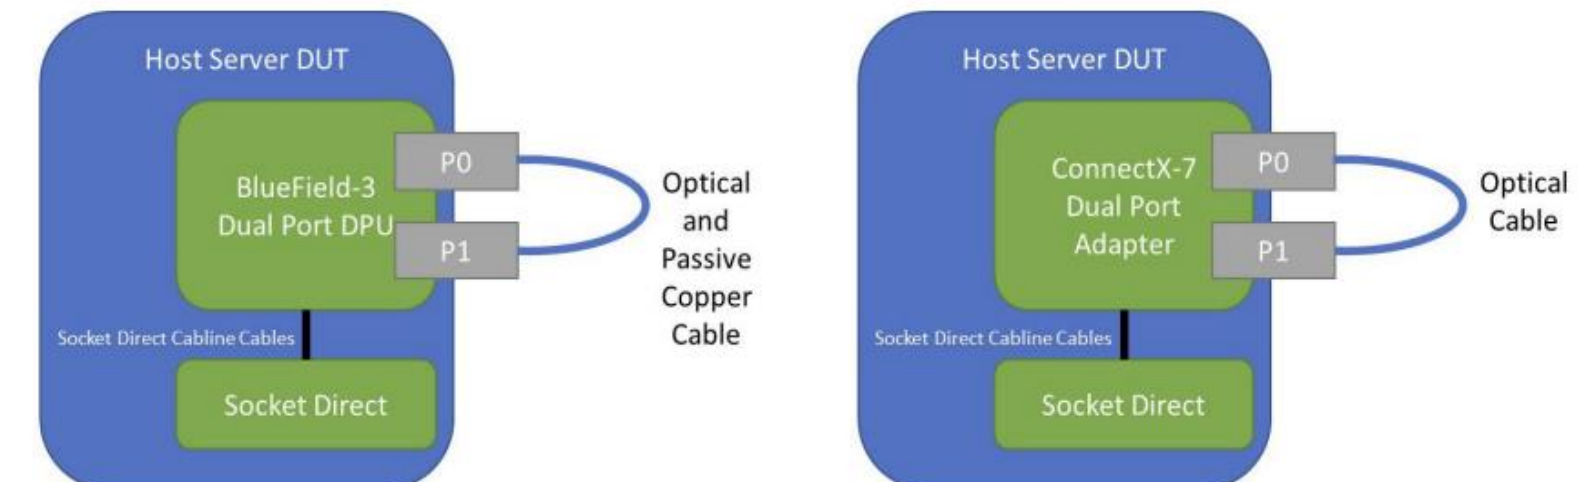 Host Server DUT
BlueField-3
Dual Port DPU
P0
P1
Optical
and
Passive
Copper
Cable
Socket Direct Cabline Cables
Socket Direct
Host Server DUT
ConnectX-7
Dual Port
Adapter
P0
P1
Optical
Cable
Socket Direct Cabline Cables
Socket Direct